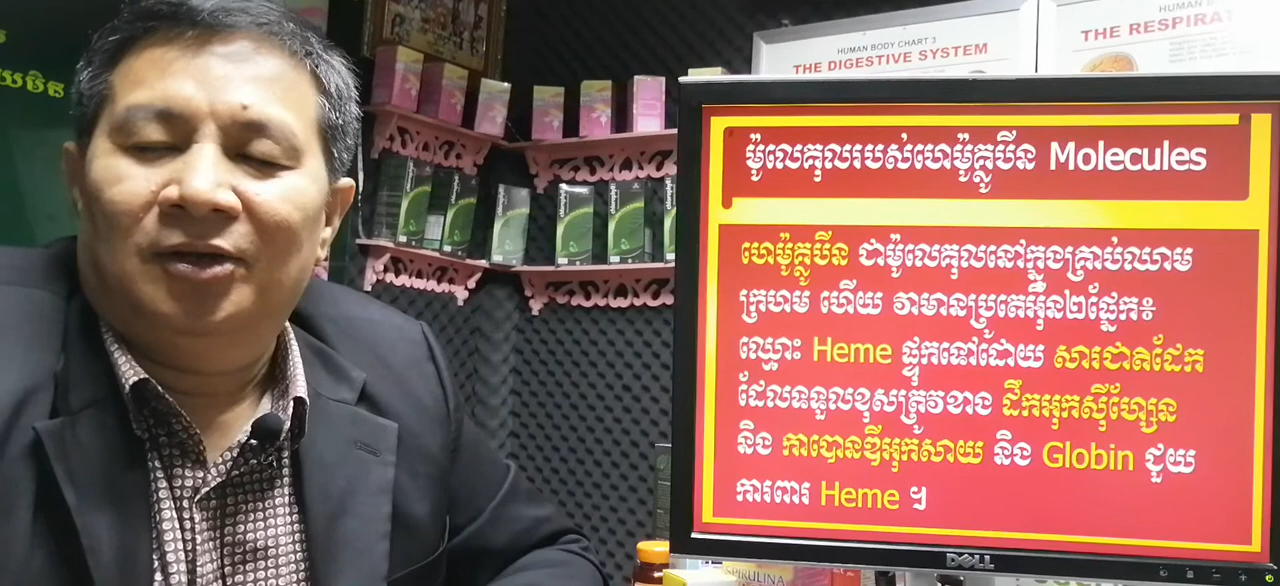 យមិន
HUMAN BODY CHART 3
THE DIGESTIVE SYSTEM
HUMAN
THE RESPIRAT
ម៉ូលេគុលរបស់ហេម៉ូគ្លូប៊ីន Molecules
ហេម៉ូគ្លូប៊ីន ជាម៉ូលេគុលនៅក្នុងគ្រាប់ឈាម
ក្រហម ហើយ វាមានប្រូតេអ៊ីន២ផ្នែក៖
ឈ្មោះ Heme ផ្ទុកទៅដោយ សារជាតិដែក
ដែលទទួលខុសត្រូវខាង ដឹកអុកស៊ីហ្សែន
និង កាបោនឌីអុកសាយ និង Globin ជួយ
ការពារ Heme ។
DELL
SPIRULINA